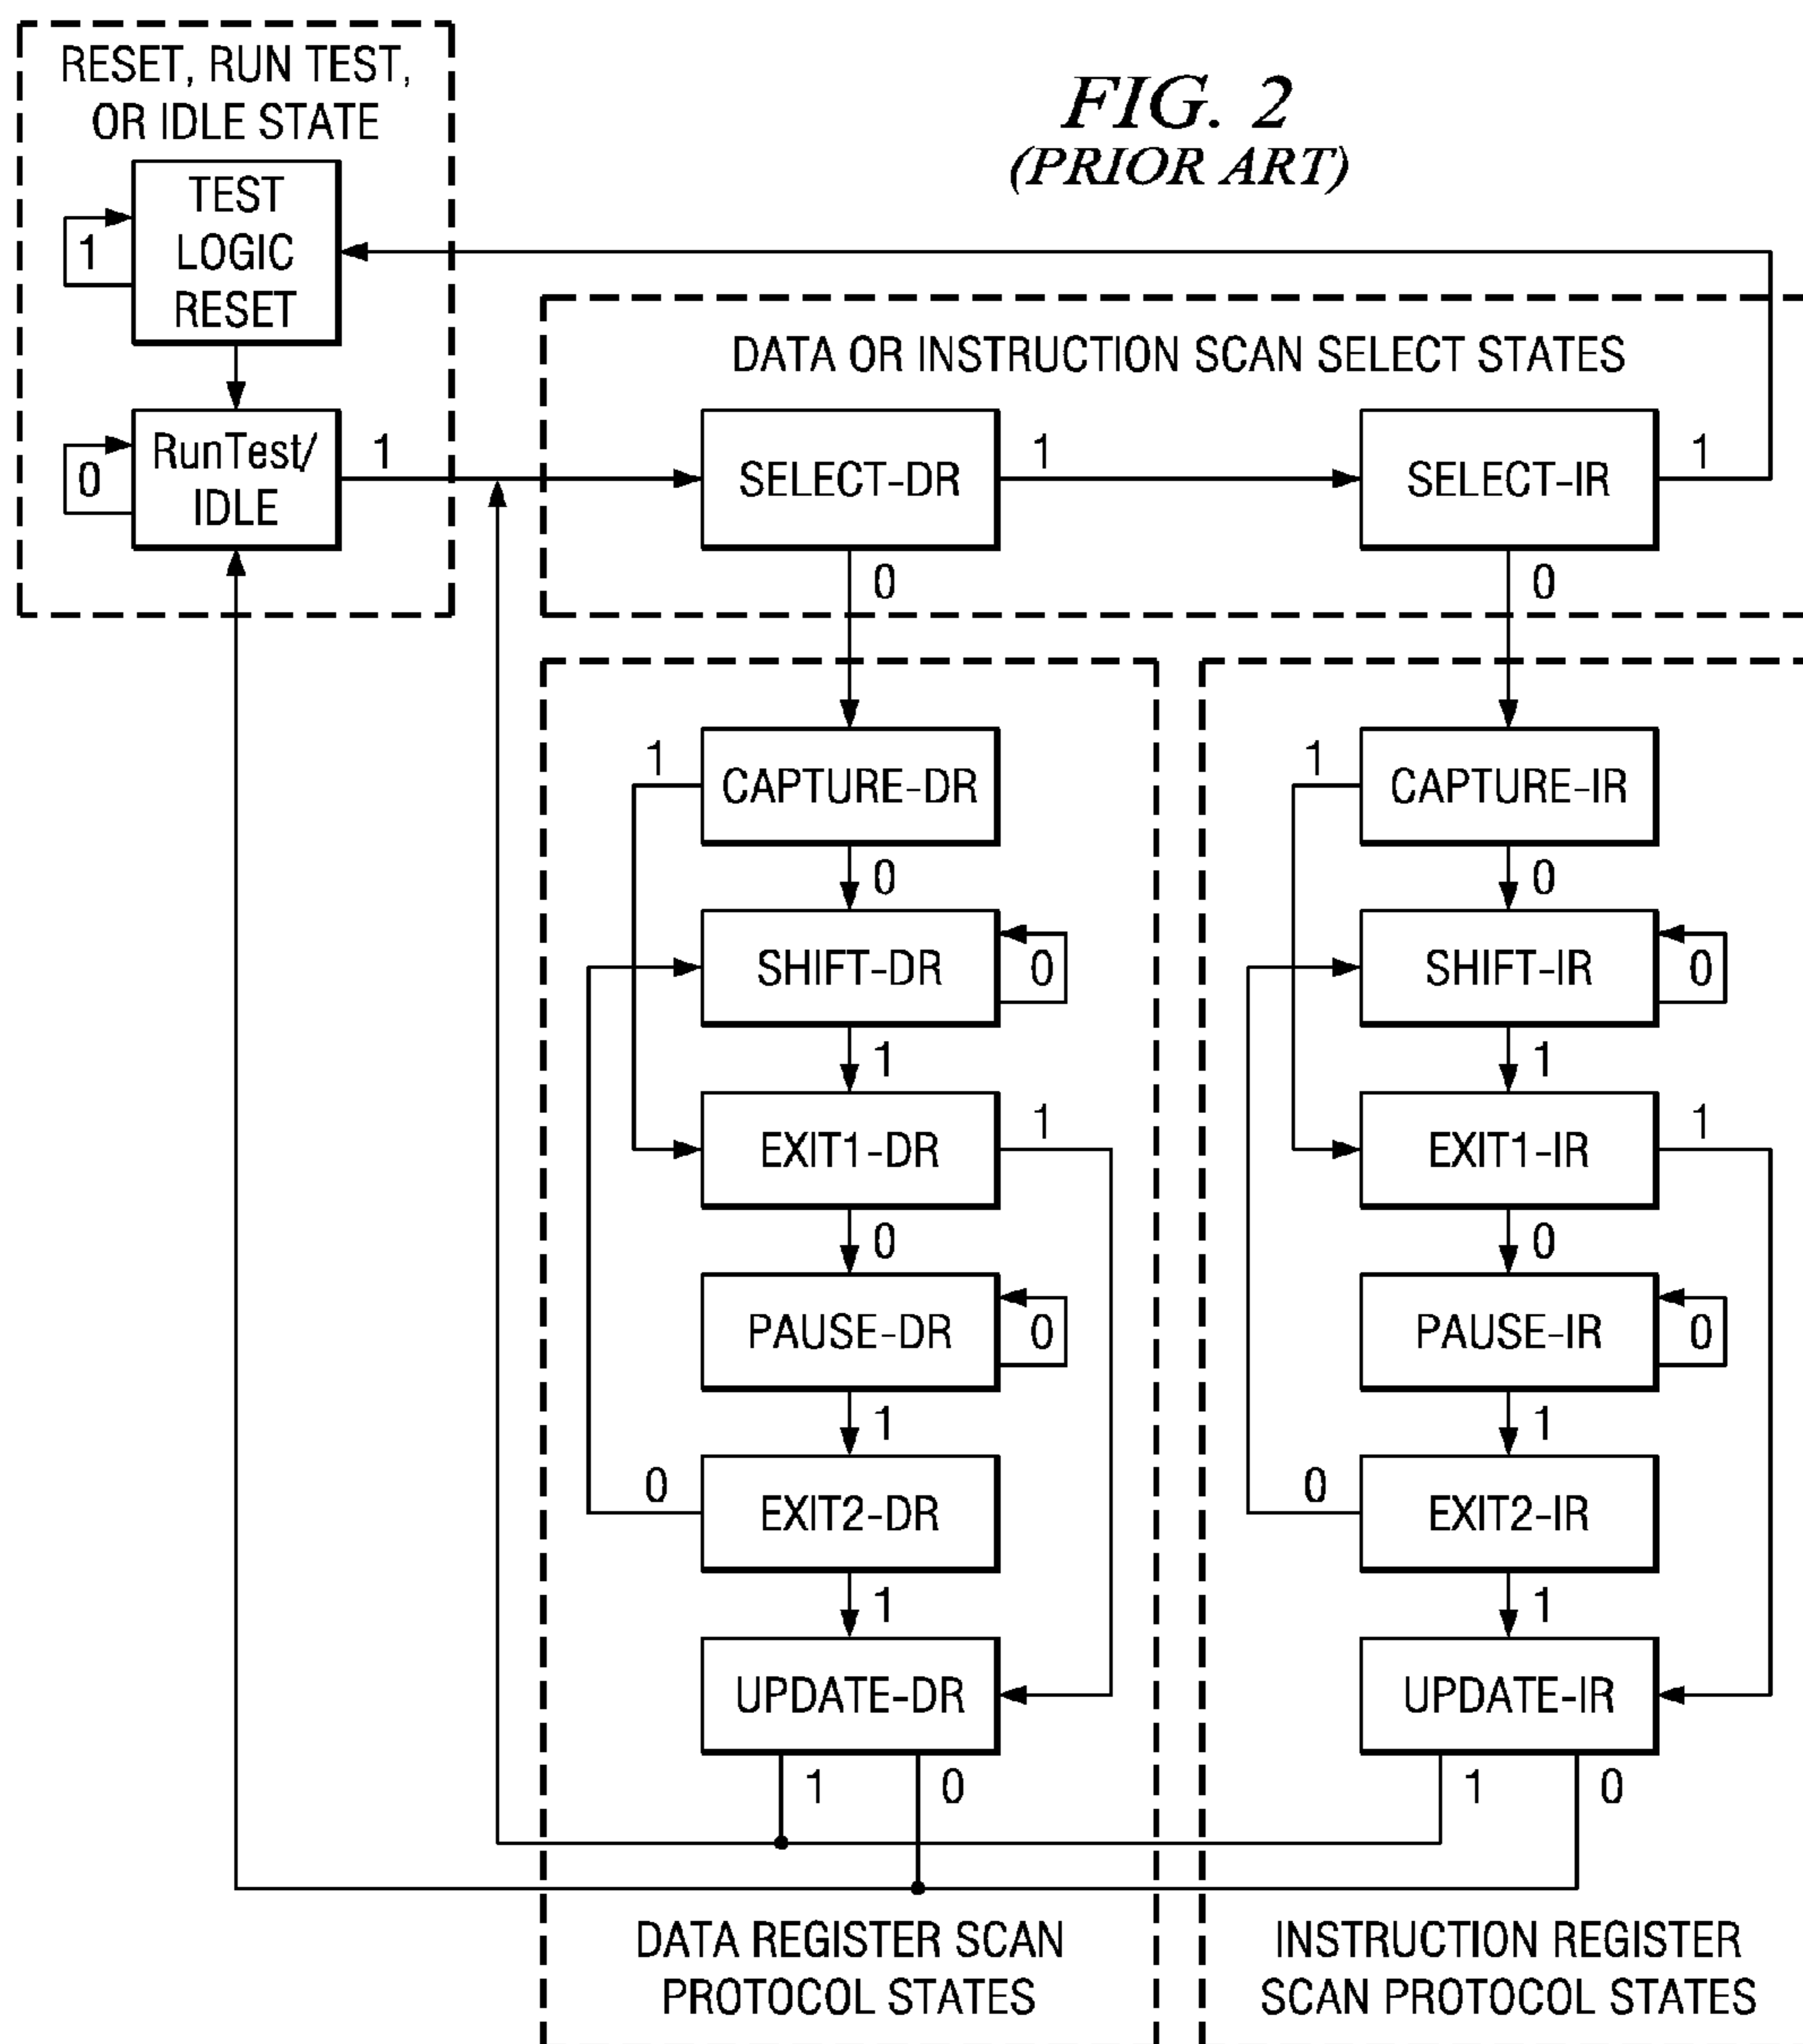 RESET, RUN TEST,
OR IDLE STATE
FIG. 2
(PRIOR ART)
TEST
LOGIC
RESET
1
DATA OR INSTRUCTION SCAN SELECT STATES
RunTest/
IDLE
0
1
SELECT-DR
1
SELECT-IR
1
0
0
1
CAPTURE-DR
0
SHIFT-DR
0
1
EXIT1-DR
1
0
PAUSE-DR
0
1
0
EXIT2-DR
1
UPDATE-DR
1
0
DATA REGISTER SCAN
PROTOCOL STATES
1
CAPTURE-IR
0
SHIFT-IR
0
1
EXIT1-IR
1
0
PAUSE-IR
0
1
0
EXIT2-IR
1
UPDATE-IR
1
0
INSTRUCTION REGISTER
SCAN PROTOCOL STATES